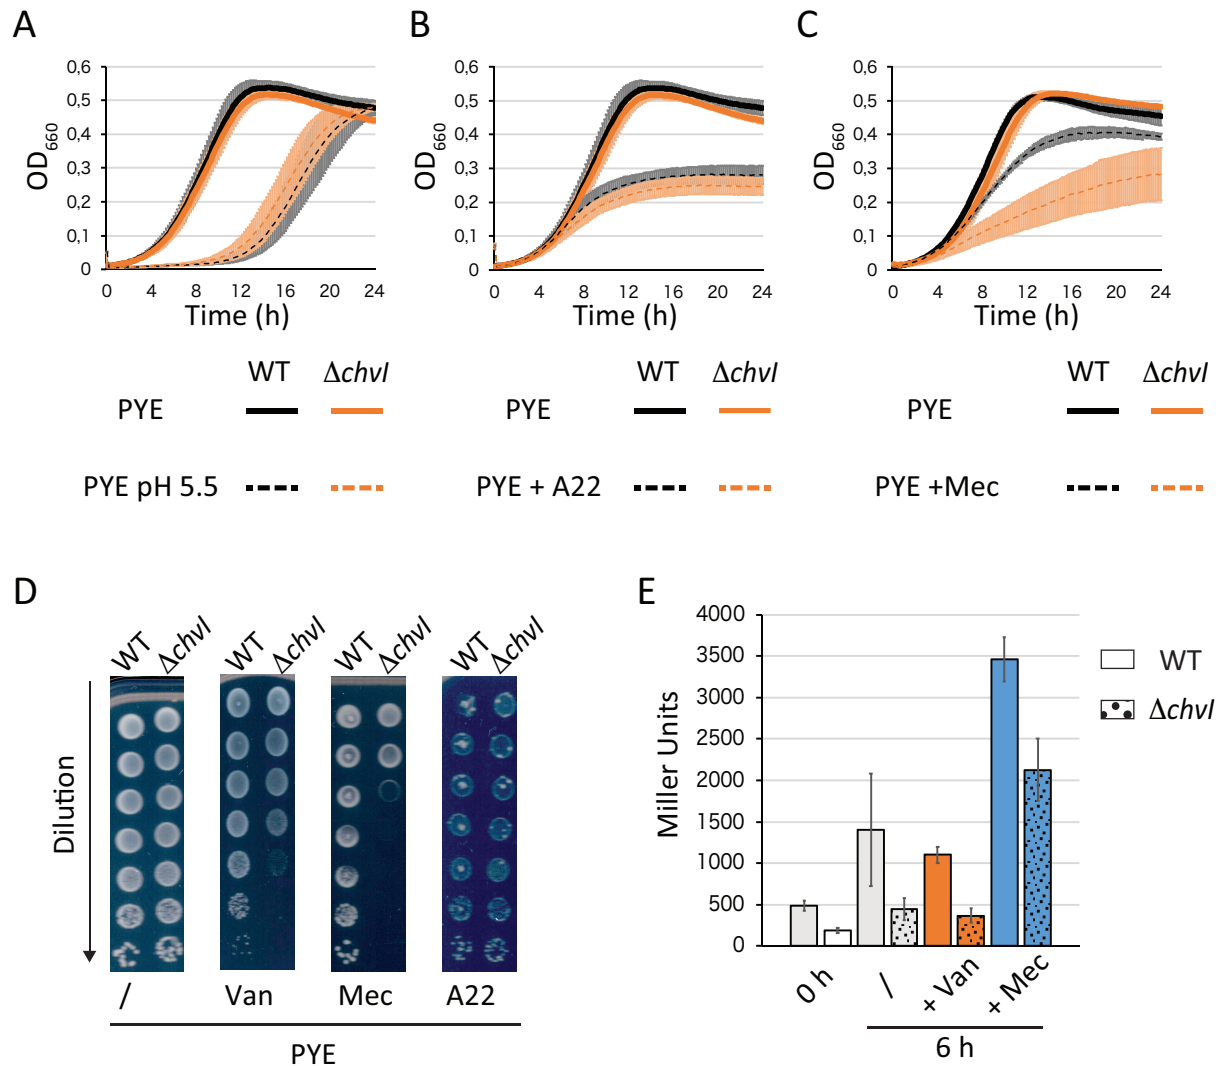 A
B
C
0,6
0,5
0,4
0,3
0,2
0,1
0
OD660
0 4 8 12 16 20 24
Time (h)
0,6
0,5
0,4
0,3
0,2
0,1
0
OD660
0 4 8 12 16 20 24
Time (h)
0,6
0,5
0,4
0,3
0,2
0,1
0
OD660
0 4 8 12 16 20 24
Time (h)
WT ΔchvI
PYE
PYE pH 5.5
WT ΔchvI
PYE
PYE + A22
WT ΔchvI
PYE
PYE +Mec
D
WT ΔchvI
WT ΔchvI
WT ΔchvI
WT ΔchvI
Dilution
/ Van Mec A22
PYE
E
4000
3500
3000
2500
2000
1500
1000
500
0
Miller Units
WT
ΔchvI
0 h
/
+ Van
+ Mec
6 h